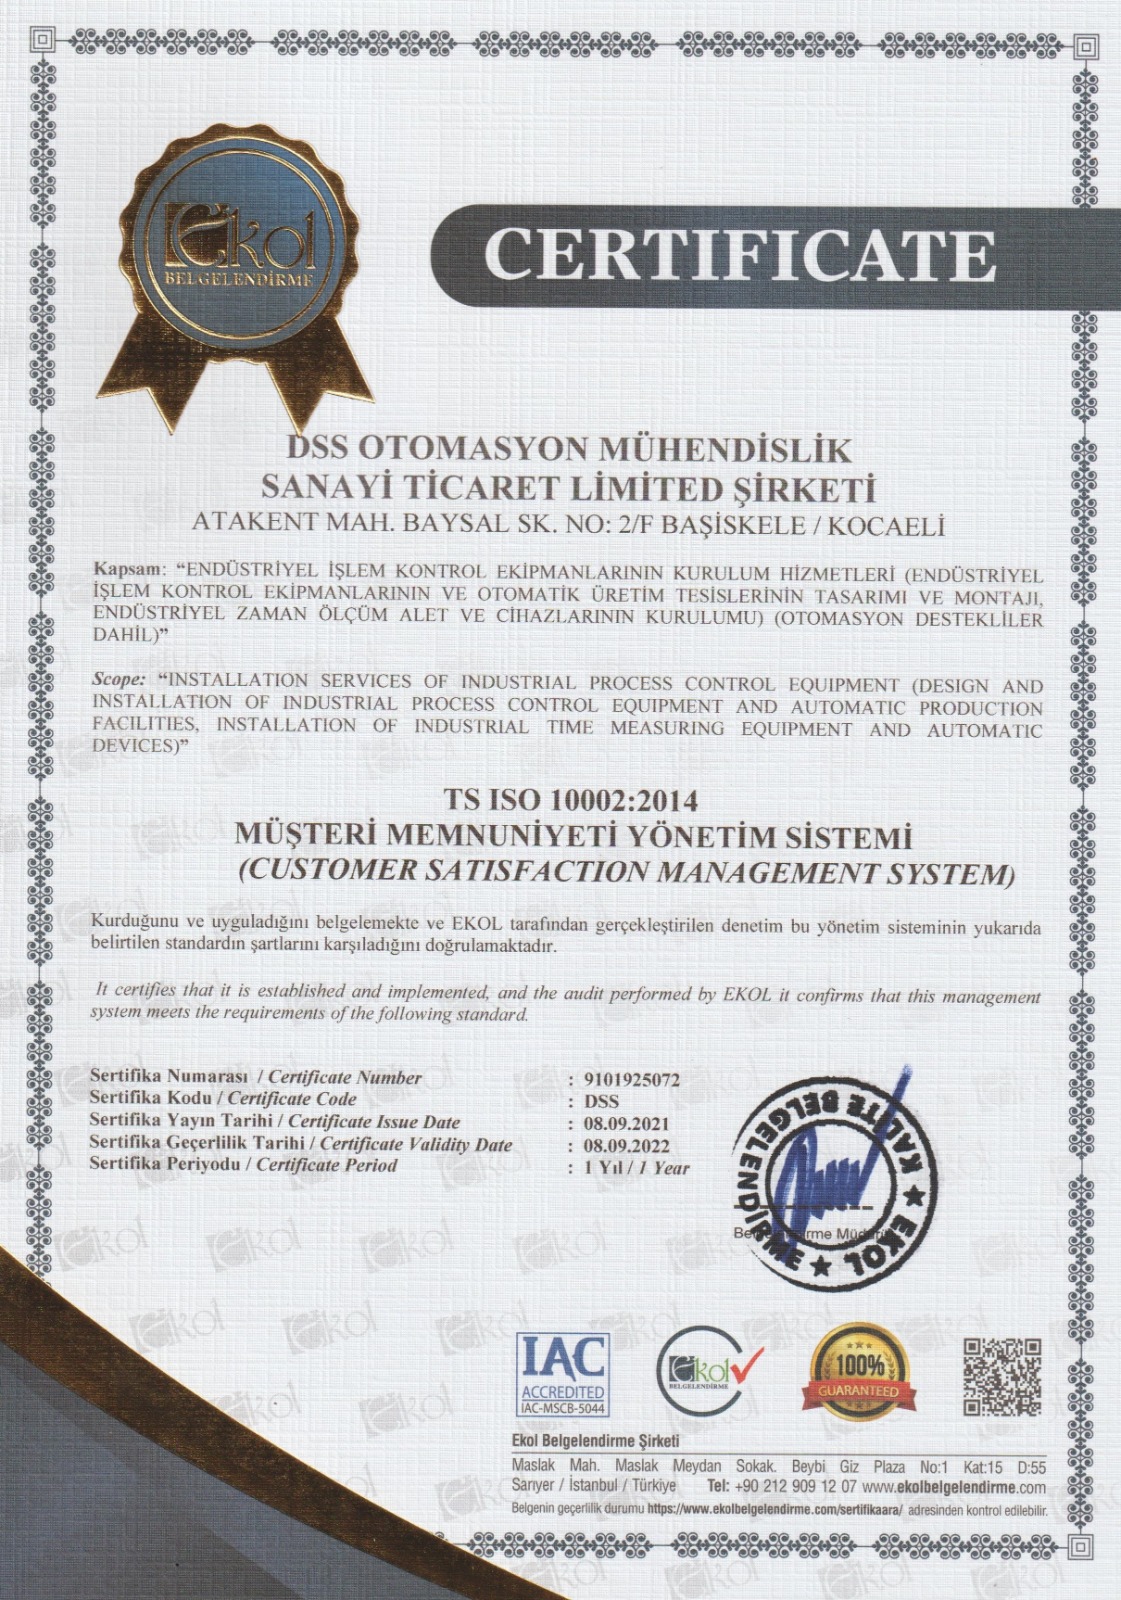 Ekol
BELGELENDİRME
CERTIFICATE
DSS OTOMASYON MÜHENDİSLİK
SANAYİ TİCARET LİMİTED ŞİRKETİ
ATAKENT MAH. BAYSAL SK. NO: 2/F BAŞİSKELE / KOCAELİ
Kapsam: “ENDÜSTRİYEL İŞLEM KONTROL EKİPMANLARININ KURULUM HİZMETLERİ (ENDÜSTRİYEL
İŞLEM KONTROL EKİPMANLARININ VE OTOMATİK ÜRETİM TESİSLERİNİN TASARIMI VE MONTAJI,
ENDÜSTRİYEL ZAMAN ÖLÇÜM ALET VE CİHAZLARININ KURULUMU) (OTOMASYON DESTEKLİLER
DAHİL)”
Scope: “INSTALLATION SERVICES OF INDUSTRIAL PROCESS CONTROL EQUIPMENT (DESIGN AND
INSTALLATION OF INDUSTRIAL PROCESS CONTROL EQUIPMENT AND AUTOMATIC PRODUCTION
FACILITIES, INSTALLATION OF INDUSTRIAL TIME MEASURING EQUIPMENT AND AUTOMATIC
DEVICES)”
TS ISO 10002:2014
MÜŞTERİ MEMNUNİYETİ YÖNETİM SİSTEMİ
(CUSTOMER SATISFACTION MANAGEMENT SYSTEM)
Kurduğunu ve uyguladığını belgelemekte ve EKOL tarafından gerçekleştirilen denetim bu yönetim sisteminin yukarıda
belirtilen standardın şartlarını karşıladığını doğrulamaktadır.
It certifies that it is established and implemented, and the audit performed by EKOL it confirms that this management
system meets the requirements of the following standard.
Sertifika Numarası / Certificate Number : 9101925072
Sertifika Kodu / Certificate Code : DSS
Sertifika Yayın Tarihi / Certificate Issue Date : 08.09.2021
Sertifika Geçerlilik Tarihi / Certificate Validity Date : 08.09.2022
Sertifika Periyodu / Certificate Period : 1 Yıl / 1 Year
EKOL ★ KALİTE BELGELENDİRME ★
IAC
ACCREDITED
IAC-MSCB-5044
Ekol
BELGELENDİRME
100%
GUARANTEED
Ekol Belgelendirme Şirketi
Maslak Mah. Maslak Meydan Sokak. Beybi Giz Plaza No:1 Kat:15 D:55
Sarıyer / İstanbul / Türkiye Tel: +90 212 909 12 07 www.ekolbelgelendirme.com
Belgenin geçerlilik durumu https://www.ekolbelgelendirme.com/sertifikaara/ adresinden kontrol edilebilir.